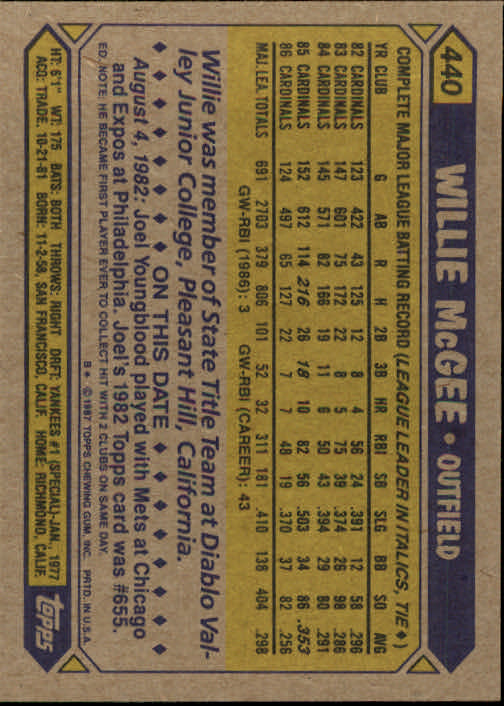 440
WILLIE McGEE • OUTFIELD
COMPLETE MAJOR LEAGUE BATTING RECORD (LEAGUE LEADER IN ITALICS, TIE ♦)
YR CLUB G AB R H 2B 3B HR RBI SB SLG BB SO AVG
82 CARDINALS 123 422 43 125 12 8 4 56 24 .391 12 58 .296
83 CARDINALS 147 601 75 172 22 8 5 75 39 .374 26 98 .286
84 CARDINALS 145 571 82 166 19 11 6 50 43 .394 29 80 .291
85 CARDINALS 152 612 114 216 26 18 10 82 56 .503 34 86 .353
86 CARDINALS 124 497 65 127 22 7 7 48 19 .370 37 82 .256
MAJ. LEA. TOTALS 691 2703 379 806 101 52 32 311 181 .410 138 404 .298
GW-RBI (1986): 3 GW-RBI (CAREER): 43
Willie was member of State Title Team at Diablo Val-
ley Junior College, Pleasant Hill, California.
♦ ♦ ♦ ♦ ♦ ♦ ON THIS DATE ♦ ♦ ♦ ♦ ♦ ♦
August 4, 1982: Joel Youngblood played with Mets at Chicago
and Expos at Philadelphia. Joel's 1982 Topps card was #655.
ED. NOTE: HE BECAME FIRST PLAYER EVER TO COLLECT HIT WITH 2 CLUBS ON SAME DAY.
B* © 1987 TOPPS CHEWING GUM, INC. PRTD. IN U.S.A.
HT: 6'1" WT: 175 BATS: BOTH THROWS: RIGHT DRFT: YANKEES #1 (SPECIAL)-JAN., 1977
ACQ: TRADE, 10-21-81 BORN: 11-2-58, SAN FRANCISCO, CALIF. HOME: RICHMOND, CALIF.
TOPPS